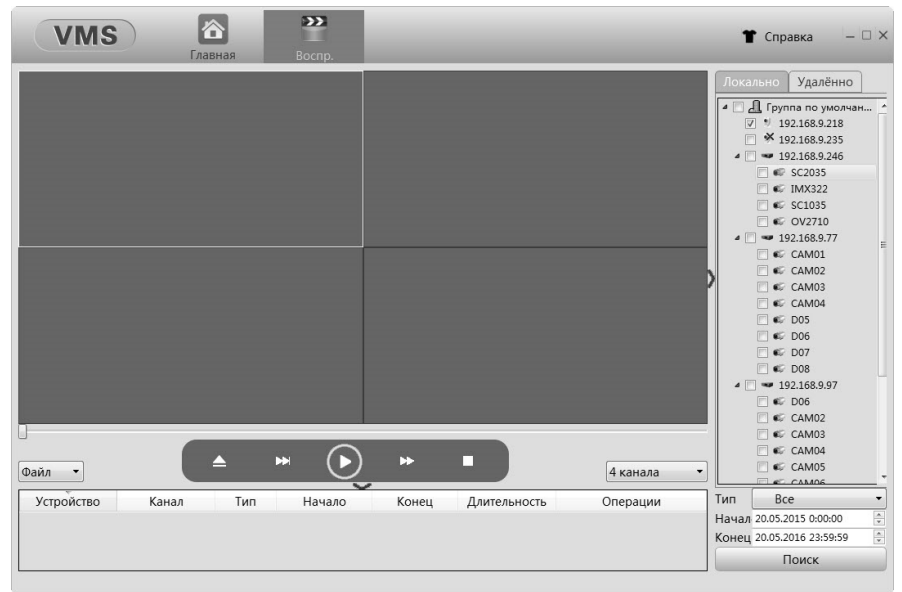 VMS
Главная
Воспр.
Справка
Локально Удалённо
Группа по умолчан...
192.168.9.218
192.168.9.235
192.168.9.246
SC2035
IMX322
SC1035
OV2710
192.168.9.77
CAM01
CAM02
CAM03
CAM04
D05
D06
D07
D08
192.168.9.97
D06
CAM02
CAM03
CAM04
CAM05
CAM06
Файл
4 канала
Устройство Канал Тип Начало Конец Длительность Операции
Тип Все
Начал 20.05.2015 0:00:00
Конец 20.05.2016 23:59:59
Поиск